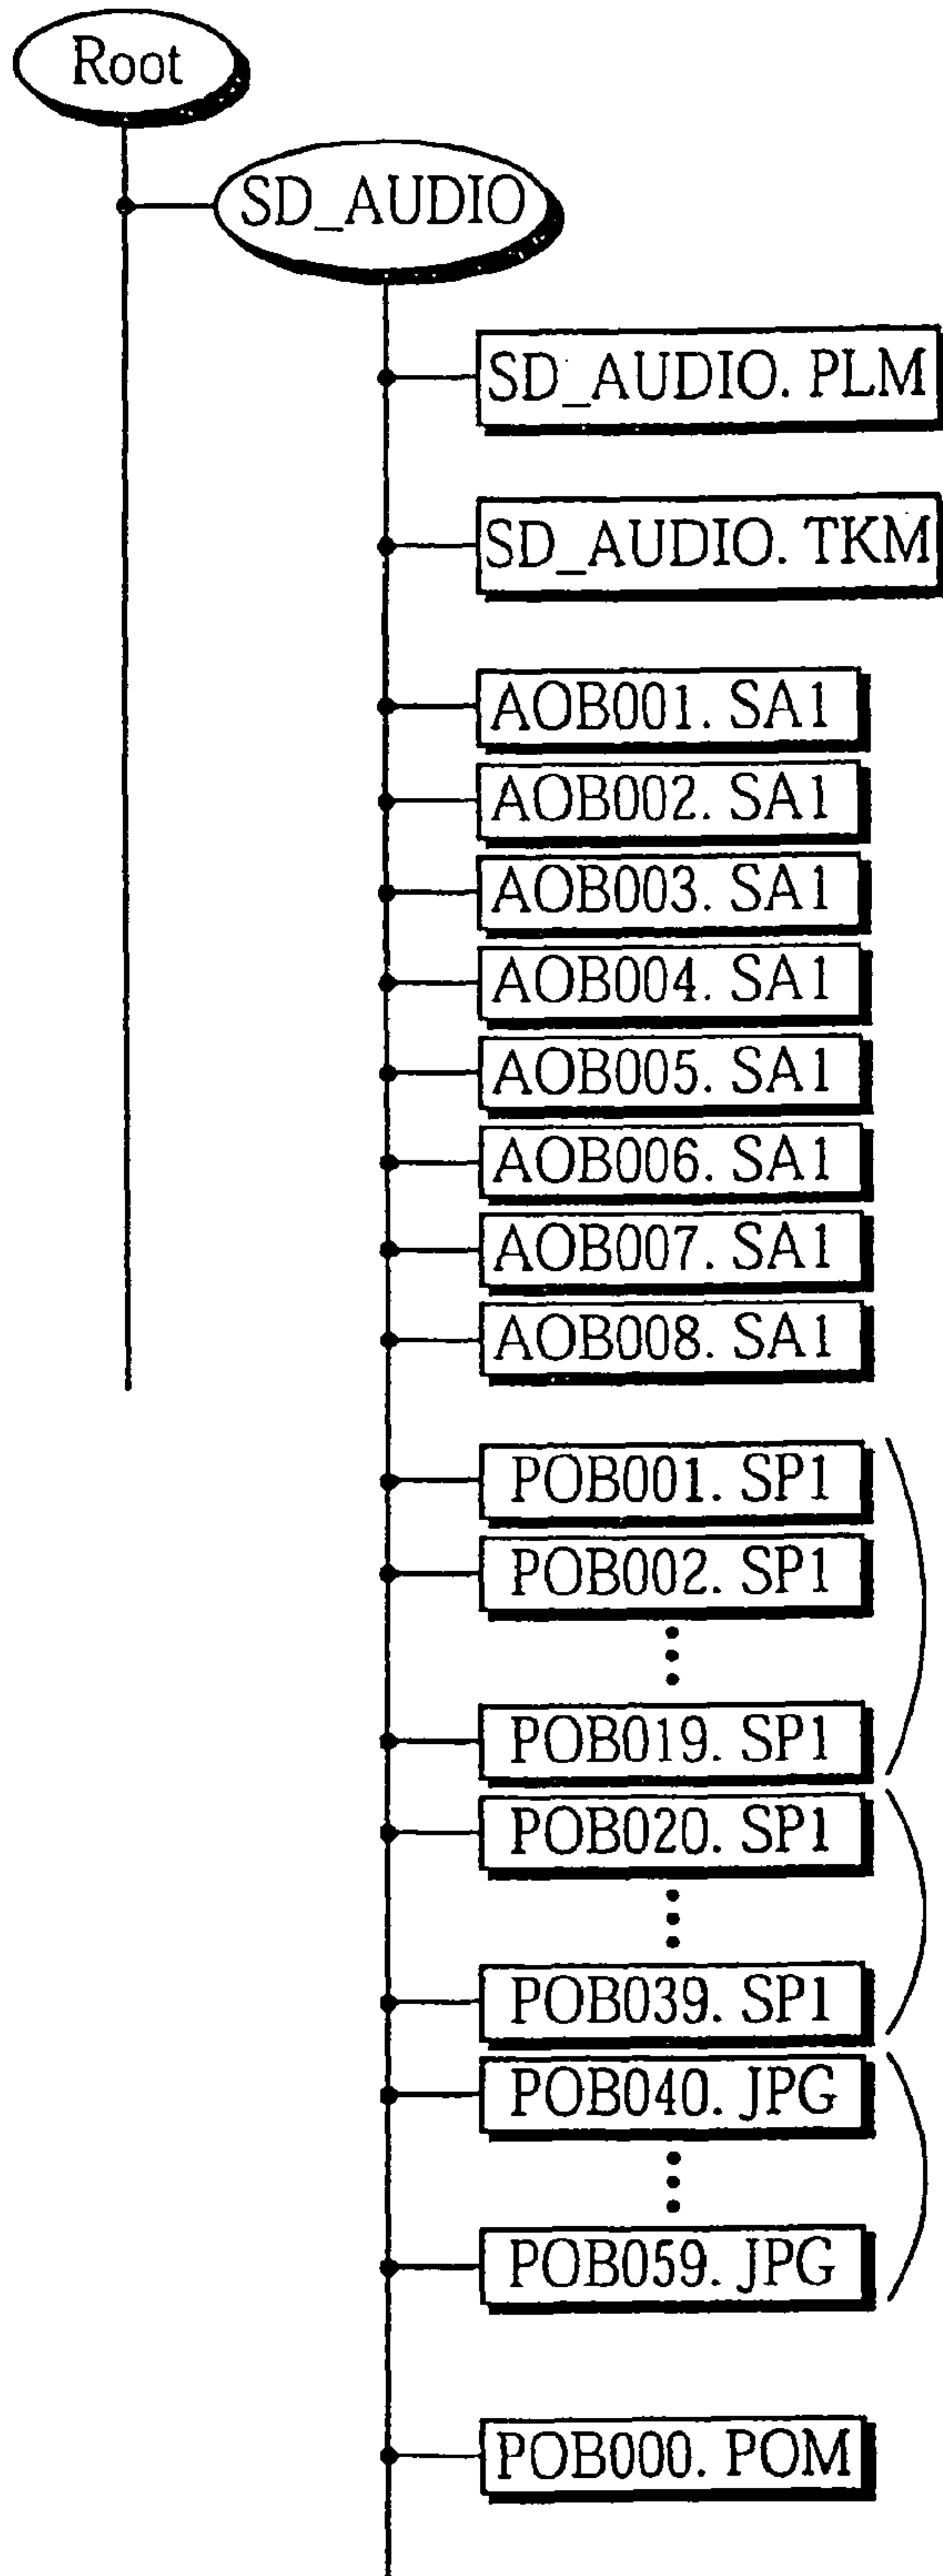 Root
SD_AUDIO
SD_AUDIO. PLM
SD_AUDIO. TKM
AOB001. SA1
AOB002. SA1
AOB003. SA1
AOB004. SA1
AOB005. SA1
AOB006. SA1
AOB007. SA1
AOB008. SA1
POB001. SP1
POB002. SP1
POB019. SP1
POB020. SP1
POB039. SP1
POB040. JPG
POB059. JPG
POB000. POM